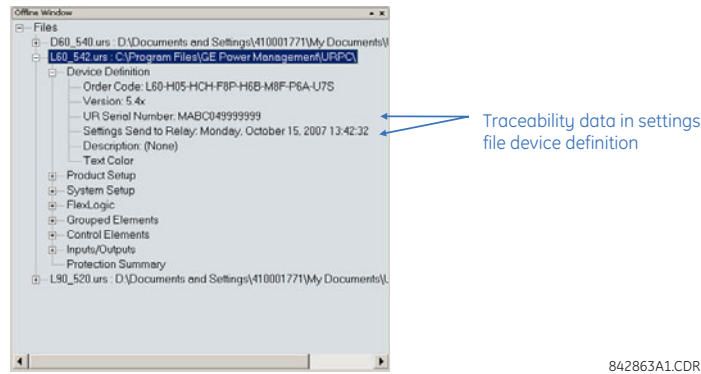 Offline Window
Files
D60_540.urs : D:\Documents and Settings\410001771\My Documents\U
L60_542.urs : C:\Program Files\GE Power Management\URPC\
Device Definition
Order Code: L60-H05-HCH-F8P-H6B-M8F-P6A-U7S
Version: 5.4x
UR Serial Number: MABC049999999
Settings Send to Relay: Monday, October 15, 2007 13:42:32
Description: (None)
Text Color
Product Setup
System Setup
FlexLogic
Grouped Elements
Control Elements
Inputs/Outputs
Protection Summary
L90_520.urs : D:\Documents and Settings\410001771\My Documents\U
Traceability data in settings
file device definition
842863A1.CDR